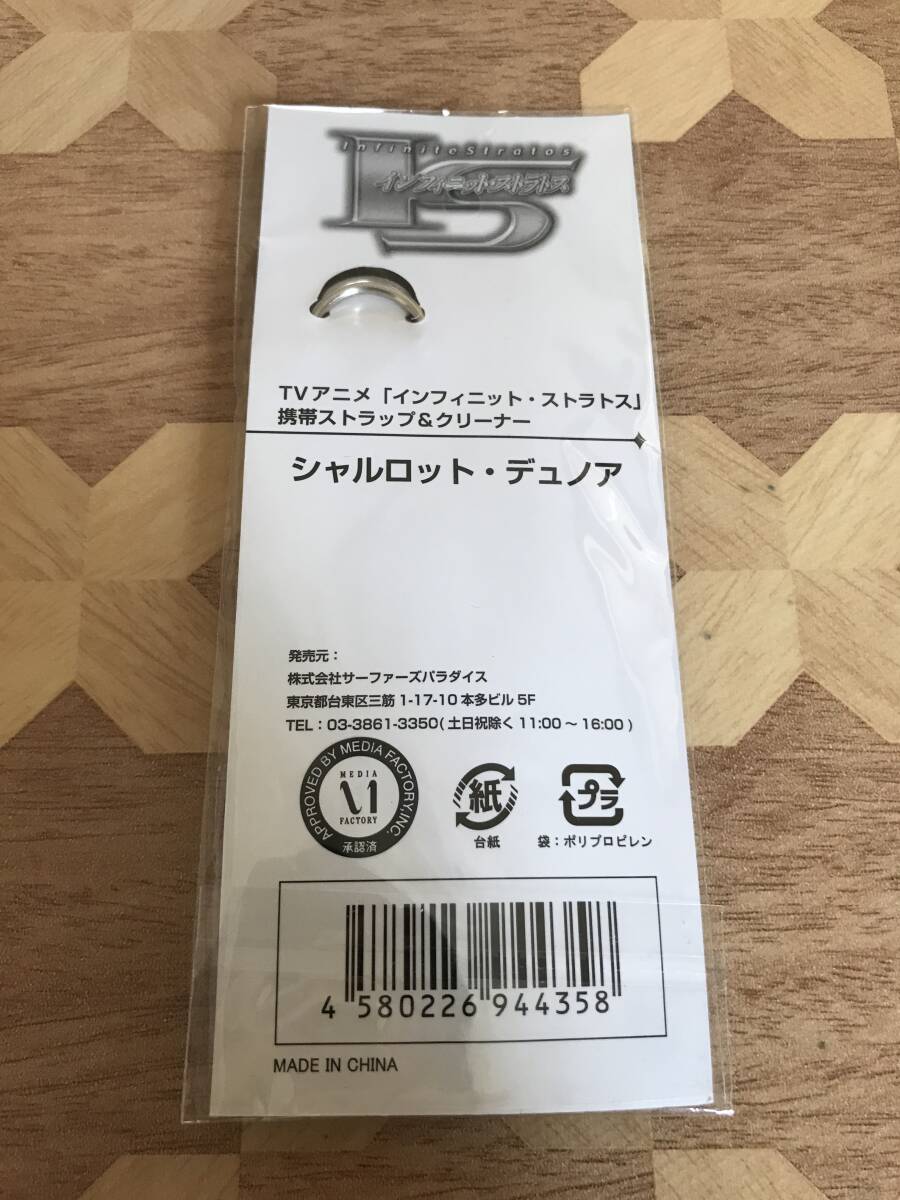 InfiniteStratos
IS
インフィニット・ストラトス
TVアニメ「インフィニット・ストラトス」
携帯ストラップ&クリーナー
シャルロット・デュノア
発売元：
株式会社サーファーズパラダイス
東京都台東区三筋 1-17-10 本多ビル 5F
TEL：03-3861-3350( 土日祝除く 11:00 ～ 16:00 )
APPROVED BY MEDIA FACTORY,INC.
MEDIA
FACTORY
承認済
紙
台紙
プラ
袋：ポリプロピレン
4 580226 944358
MADE IN CHINA